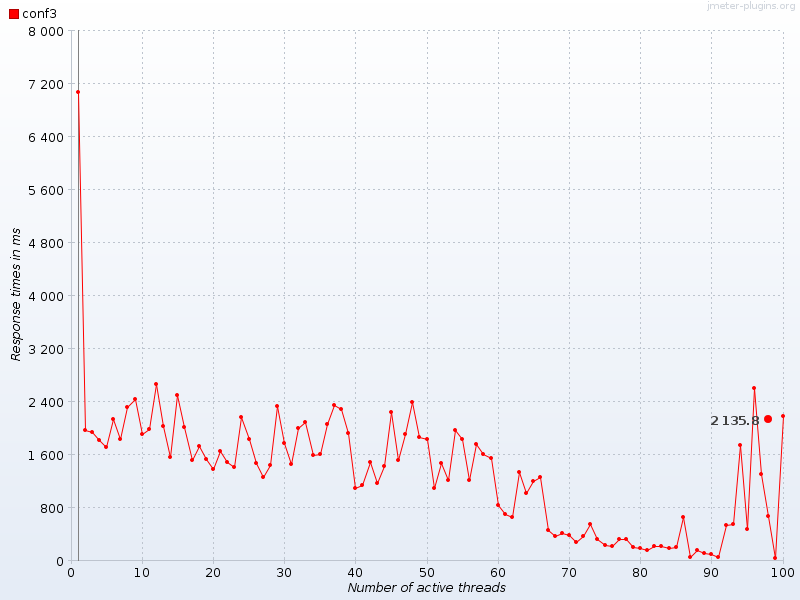 jmeter-plugins.org
conf3
8 000
7 200
6 400
5 600
4 800
4 000
3 200
2 400
1 600
800
0
Response times in ms
2 135.8
0 10 20 30 40 50 60 70 80 90 100
Number of active threads